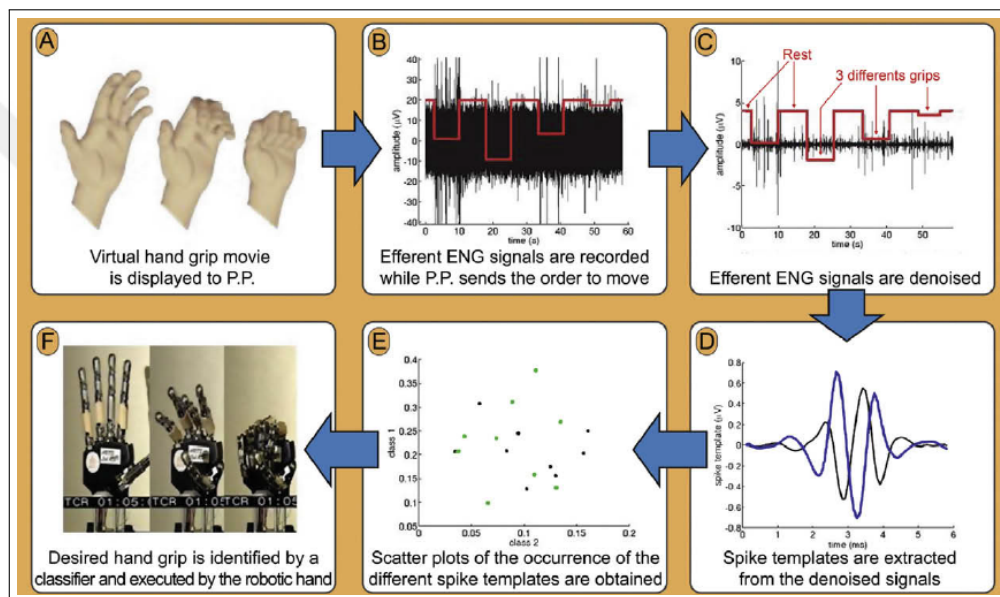 A
Virtual hand grip movie
is displayed to P.P.
B
amplitude (µV)
40
30
20
10
0
-10
-20
-30
-40
0 10 20 30 40 50 60
time (s)
Efferent ENG signals are recorded
while P.P. sends the order to move
C
Rest
3 differents grips
amplitude (µV)
10
5
0
-5
-10
0 10 20 30 40 50
time (s)
Efferent ENG signals are denoised
D
spike template (µV)
0.8
0.6
0.4
0.2
0
-0.2
-0.4
-0.6
-0.8
0 1 2 3 4 5 6
time (ms)
Spike templates are extracted
from the denoised signals
E
class 1
0.4
0.35
0.3
0.25
0.2
0.15
0.1
0.05
0 0.05 0.1 0.15 0.2
class 2
Scatter plots of the occurrence of the
different spike templates are obtained
F
TCR 01:05:0
TCR 01:05
TCR 01:0
Desired hand grip is identified by a
classifier and executed by the robotic hand